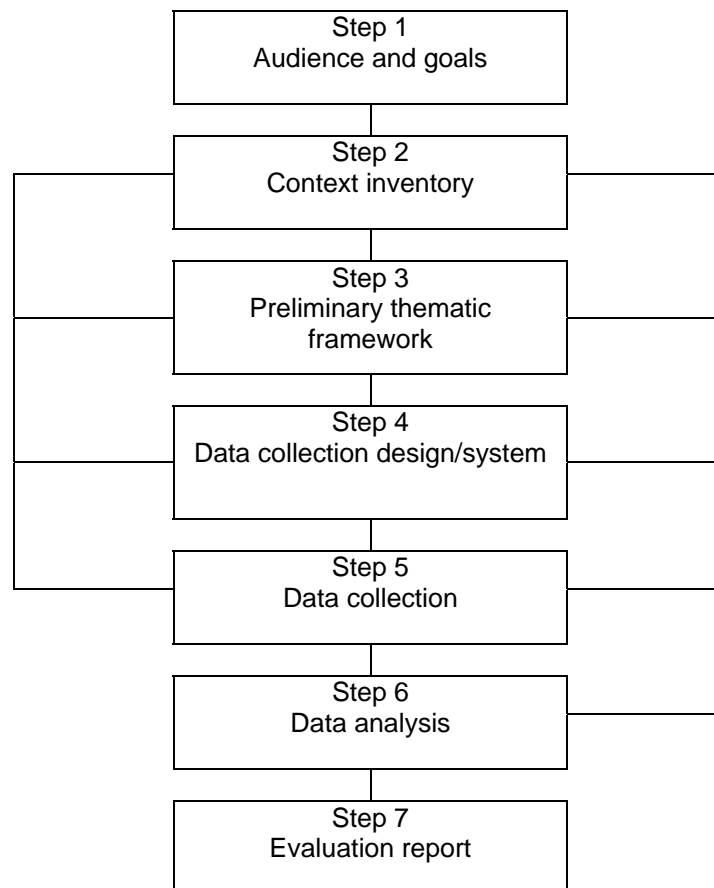 Step 1
Audience and goals
Step 2
Context inventory
Step 3
Preliminary thematic
framework
Step 4
Data collection design/system
Step 5
Data collection
Step 6
Data analysis
Step 7
Evaluation report